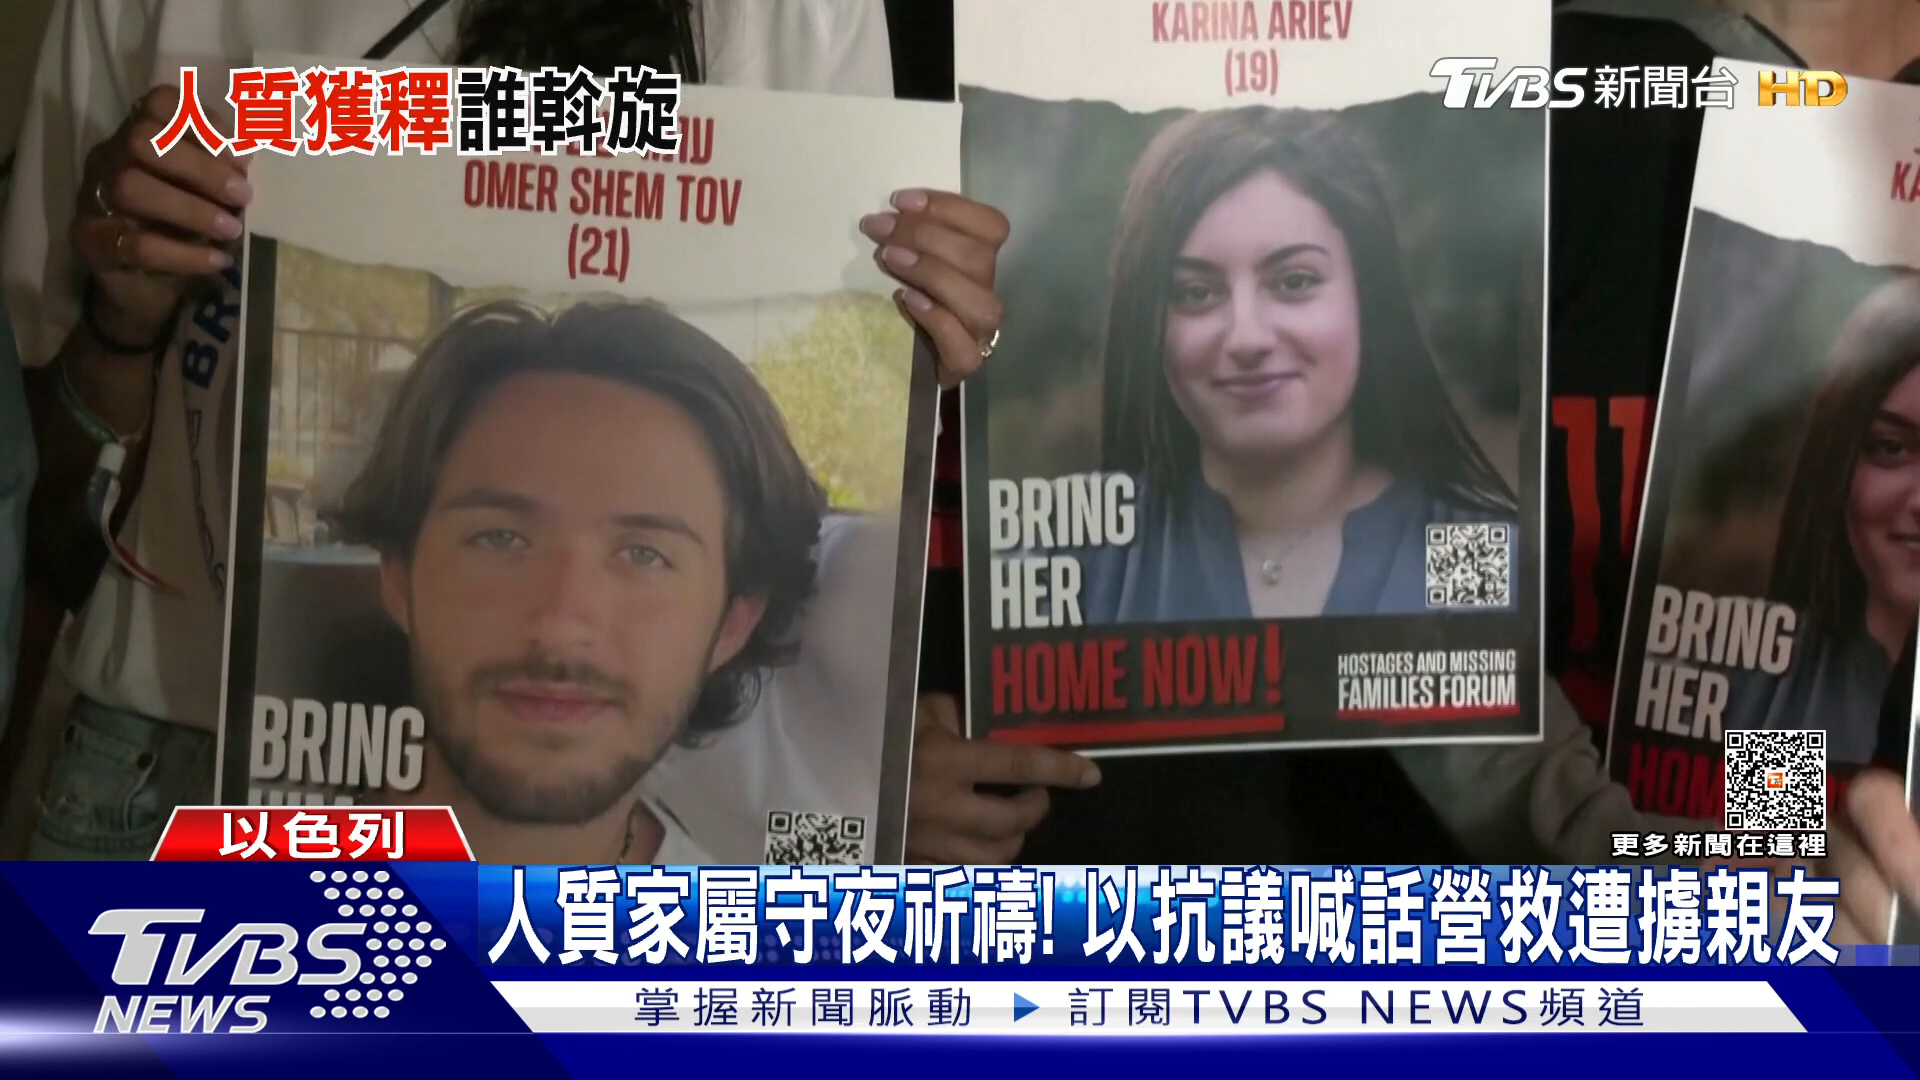 人質獲釋誰斡旋
TVBS新聞台 HD
OMER SHEM TOV
(21)
BRING
KARINA ARIEV
(19)
BRING
HER
HOME NOW!
HOSTAGES AND MISSING
FAMILIES FORUM
BRING
HER
更多新聞在這裡
以色列
人質家屬守夜祈禱! 以抗議喊話營救遭擄親友
TVBS
NEWS
掌握新聞脈動 ▶ 訂閱TVBS NEWS頻道